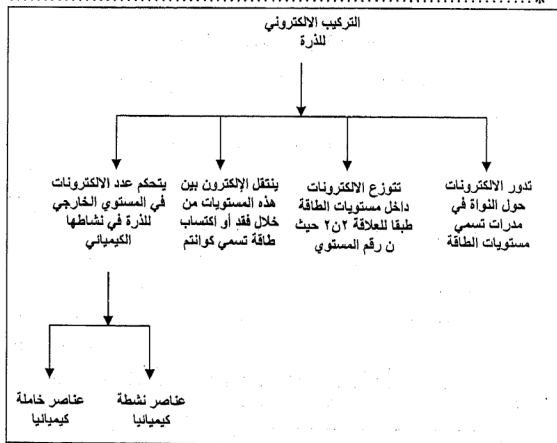 التركيب الالكتروني
للذرة
تدور الالكترونات
حول النواة في
مدرات تسمي
مستويات الطاقة
تتوزع الالكترونات
داخل مستويات الطاقة
طبقا للعلاقة ٢ن٢ حيث
ن رقم المستوي
ينتقل الإلكترون بين
هذه المستويات من
خلال فقد أو اكتساب
طاقة تسمي كوانتم
يتحكم عدد الالكترونات
في المستوي الخارجي
للذرة في نشاطها
الكيميائي
عناصر نشطة
كيميائيا
عناصر خاملة
كيميائيا